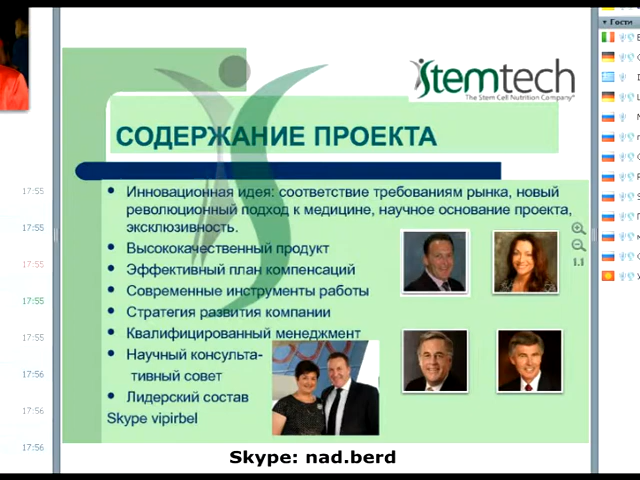 Гости
Stemtech
The Stem Cell Nutrition Company
СОДЕРЖАНИЕ ПРОЕКТА
Инновационная идея: соответствие требованиям рынка, новый
революционный подход к медицине, научное основание проекта,
эксклюзивность.
Высококачественный продукт
Эффективный план компенсаций
Современные инструменты работы
Стратегия развития компании
Квалифицированный менеджмент
Научный консульта-
тивный совет
Лидерский состав
Skype vipirbel
Skype: nad.berd
17:55
17:55
17:55
17:55
17:55
17:56
17:56
17:56
1:1